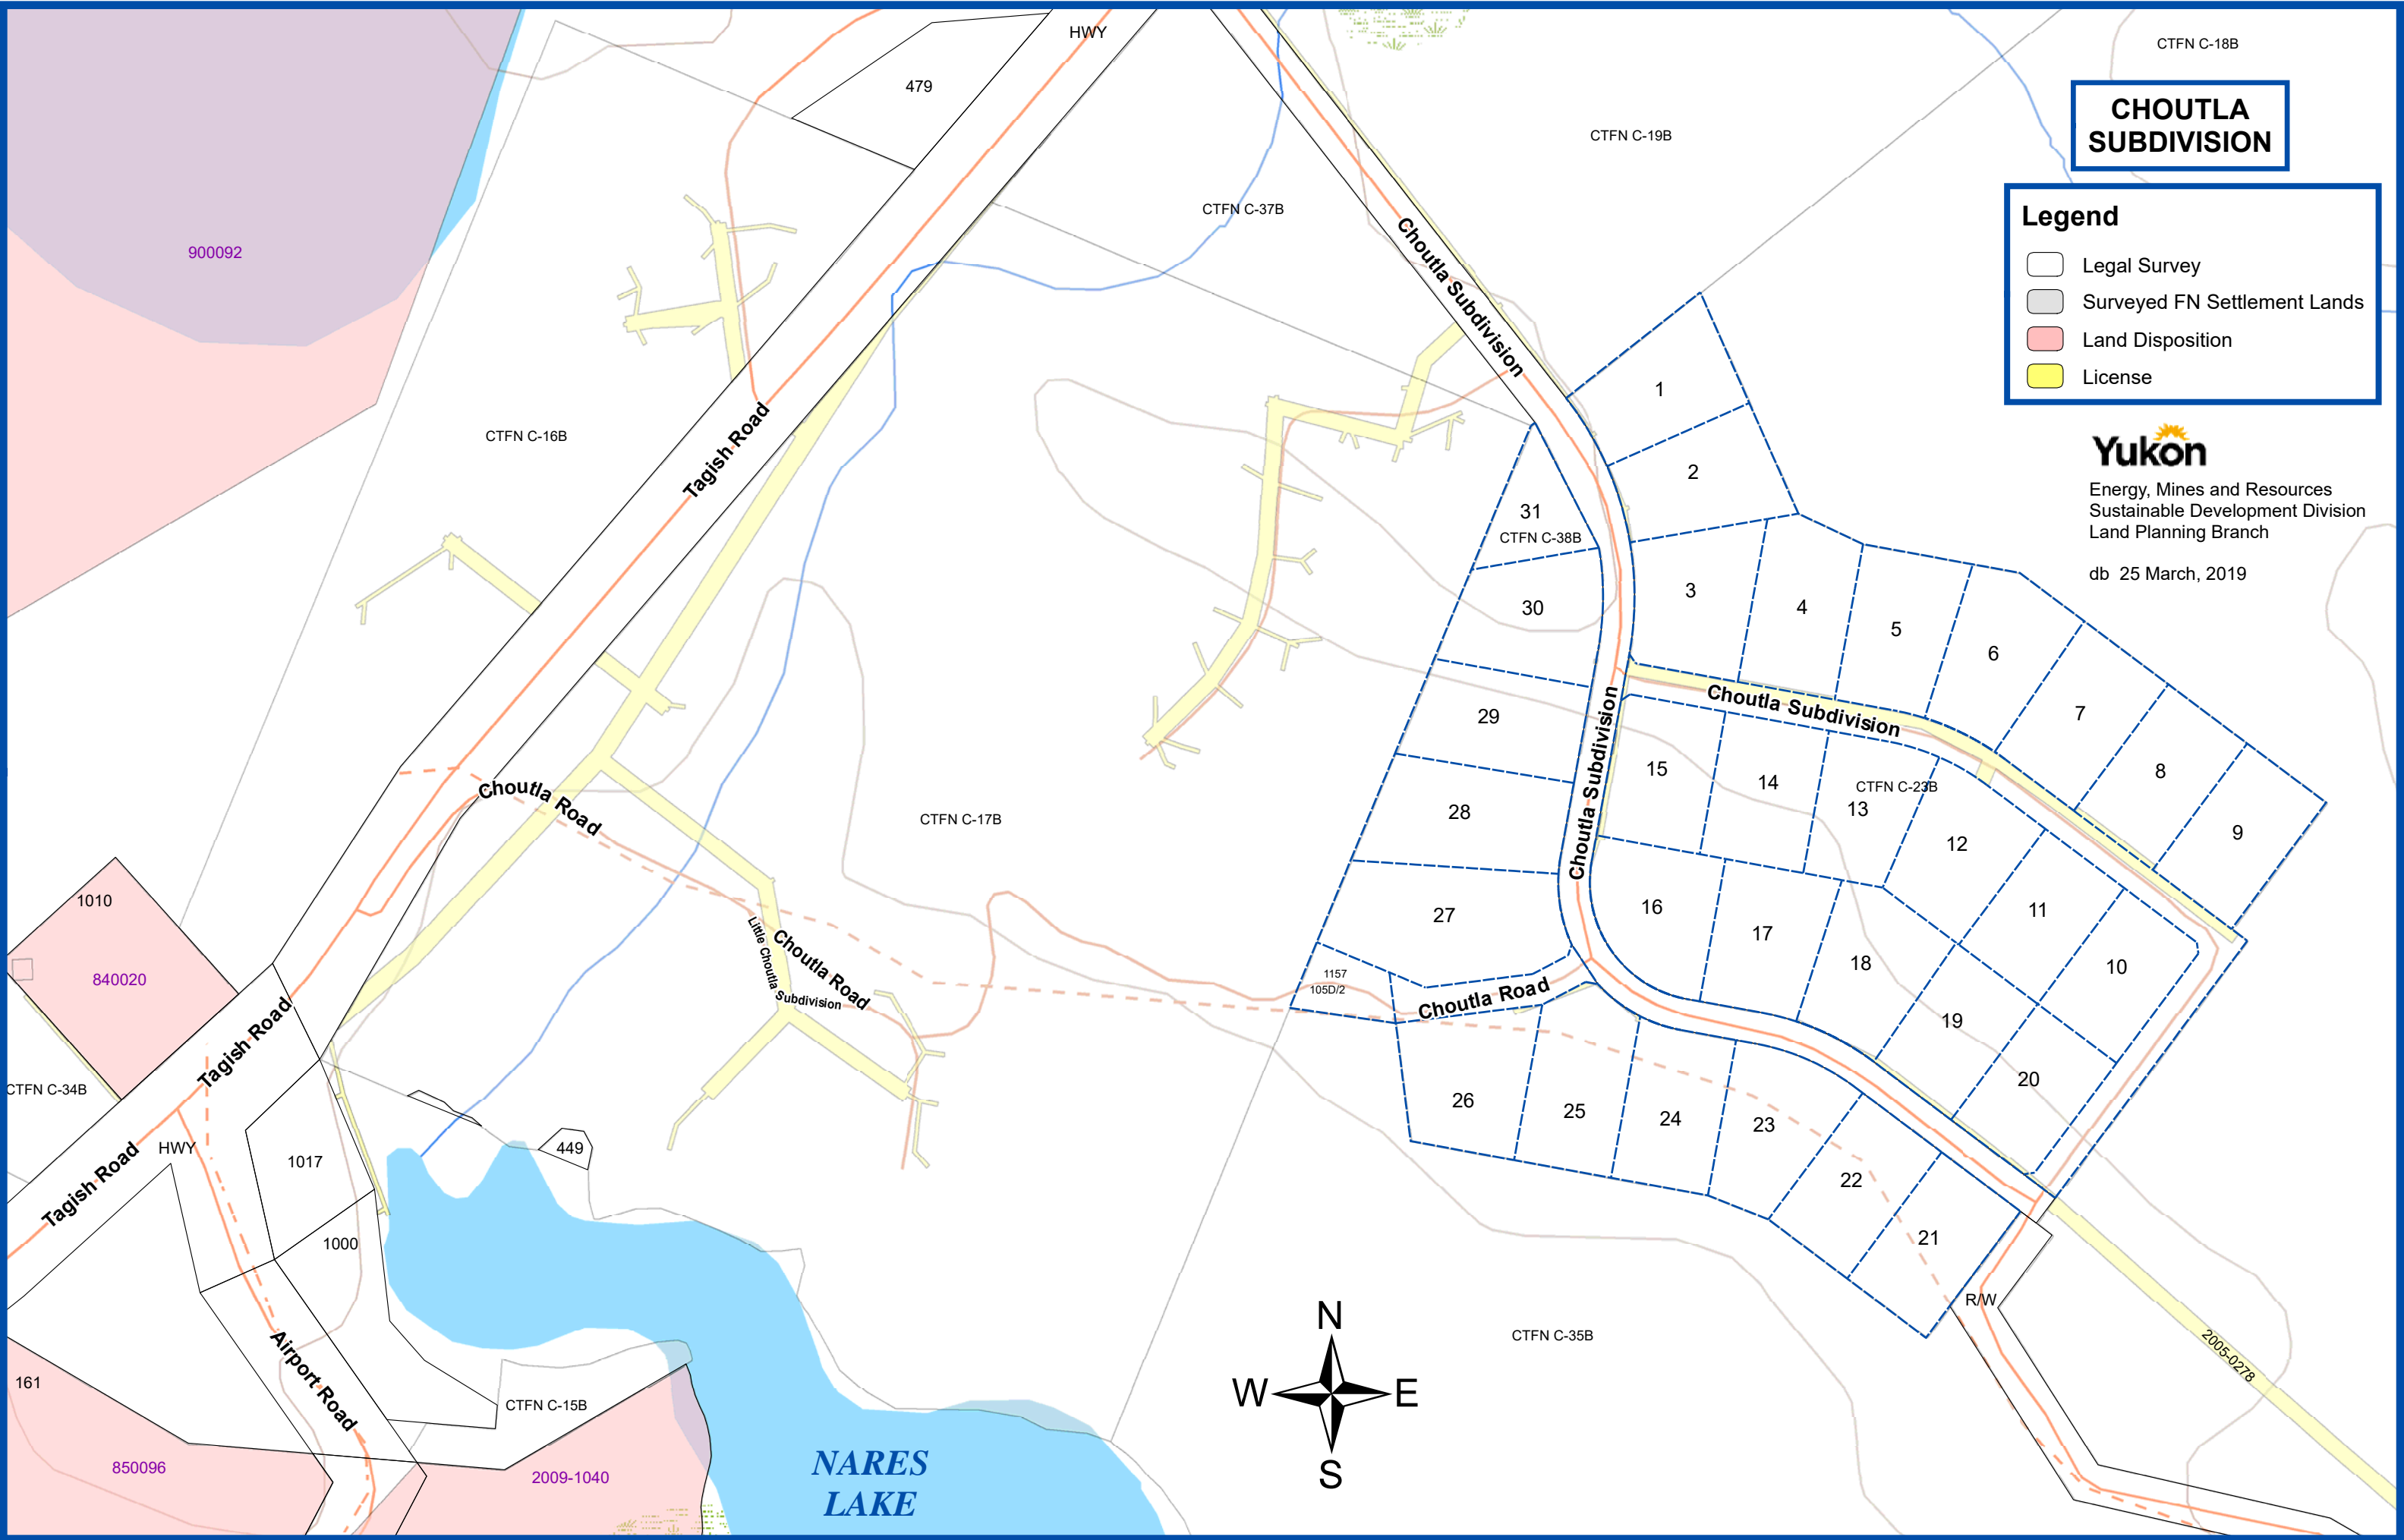 HWY
479
CTFN C-18B
CHOUTLA
SUBDIVISION
CTFN C-19B
CTFN C-37B
900092
Legend
Legal Survey
Surveyed FN Settlement Lands
Land Disposition
License
Choutla Subdivision
1
2
CTFN C-16B
Tagish Road
Yukon
Energy, Mines and Resources
Sustainable Development Division
Land Planning Branch
db 25 March, 2019
31
CTFN C-38B
30
3
4
5
6
7
8
9
29
28
27
Choutla Subdivision
Choutla Subdivision
15
14
CTFN C-23B
13
12
11
10
16
17
18
19
20
Choutla Road
CTFN C-17B
1010
840020
Little Choutla Subdivision
Choutla Road
1157
105D/2
Choutla Road
Tagish Road
CTFN C-34B
HWY
Tagish Road
1017
449
1000
26
25
24
23
22
21
R/W
2005-0278
Airport Road
161
CTFN C-15B
CTFN C-35B
N
W
E
S
850096
2009-1040
NARES
LAKE